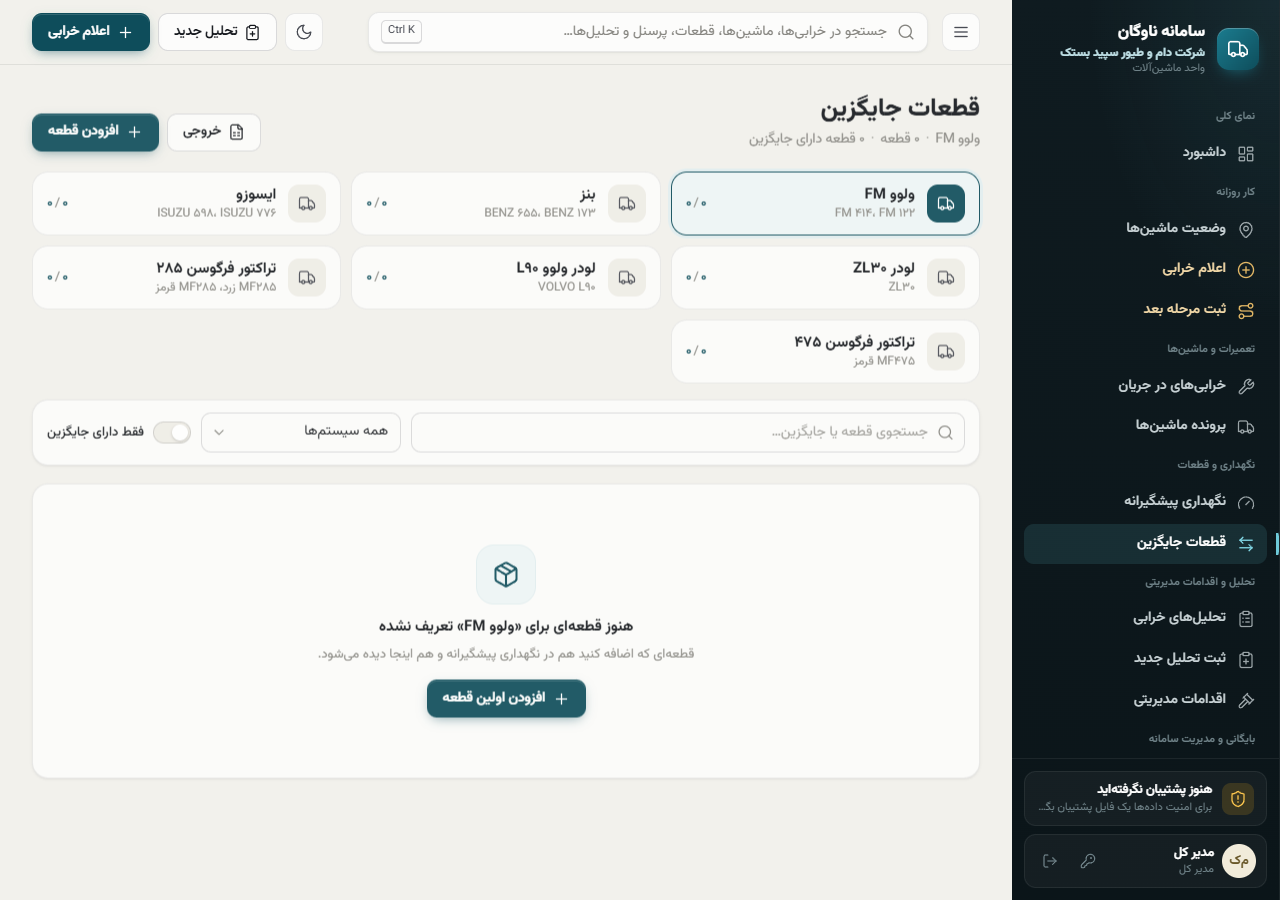 سامانه ناوگان
شرکت دام و طیور سپید بستک
واحد ماشین‌آلات
نمای کلی
داشبورد
کار روزانه
وضعیت ماشین‌ها
اعلام خرابی
ثبت مرحله بعد
تعمیرات و ماشین‌ها
خرابی‌های در جریان
پرونده ماشین‌ها
نگهداری و قطعات
نگهداری پیشگیرانه
قطعات جایگزین
تحلیل و اقدامات مدیریتی
تحلیل‌های خرابی
ثبت تحلیل جدید
اقدامات مدیریتی
بایگانی و مدیریت سامانه
هنوز پشتیبان نگرفته‌اید
برای امنیت داده‌ها یک فایل پشتیبان بگ...
مک
مدیر کل
مدیر کل
جستجو در خرابی‌ها، ماشین‌ها، قطعات، پرسنل و تحلیل‌ها...
Ctrl K
تحلیل جدید
اعلام خرابی
قطعات جایگزین
ولوو FM · ۰ قطعه · ۰ قطعه دارای جایگزین
خروجی
افزودن قطعه
ولوو FM
FM ۴۱۴، FM ۱۲۲
۰/۰
بنز
BENZ ۶۵۵، BENZ ۱۷۳
۰/۰
ایسوزو
ISUZU ۵۹۸، ISUZU ۷۷۶
۰/۰
لودر ZL۳۰
ZL۳۰
۰/۰
لودر ولوو L۹۰
VOLVO L۹۰
۰/۰
تراکتور فرگوسن ۲۸۵
MF۲۸۵ زرد، MF۲۸۵ قرمز
۰/۰
تراکتور فرگوسن ۴۷۵
MF۴۷۵ قرمز
۰/۰
جستجوی قطعه یا جایگزین...
همه سیستم‌ها
فقط دارای جایگزین
هنوز قطعه‌ای برای «ولوو FM» تعریف نشده
قطعه‌ای که اضافه کنید هم در نگهداری پیشگیرانه و هم اینجا دیده می‌شود.
افزودن اولین قطعه